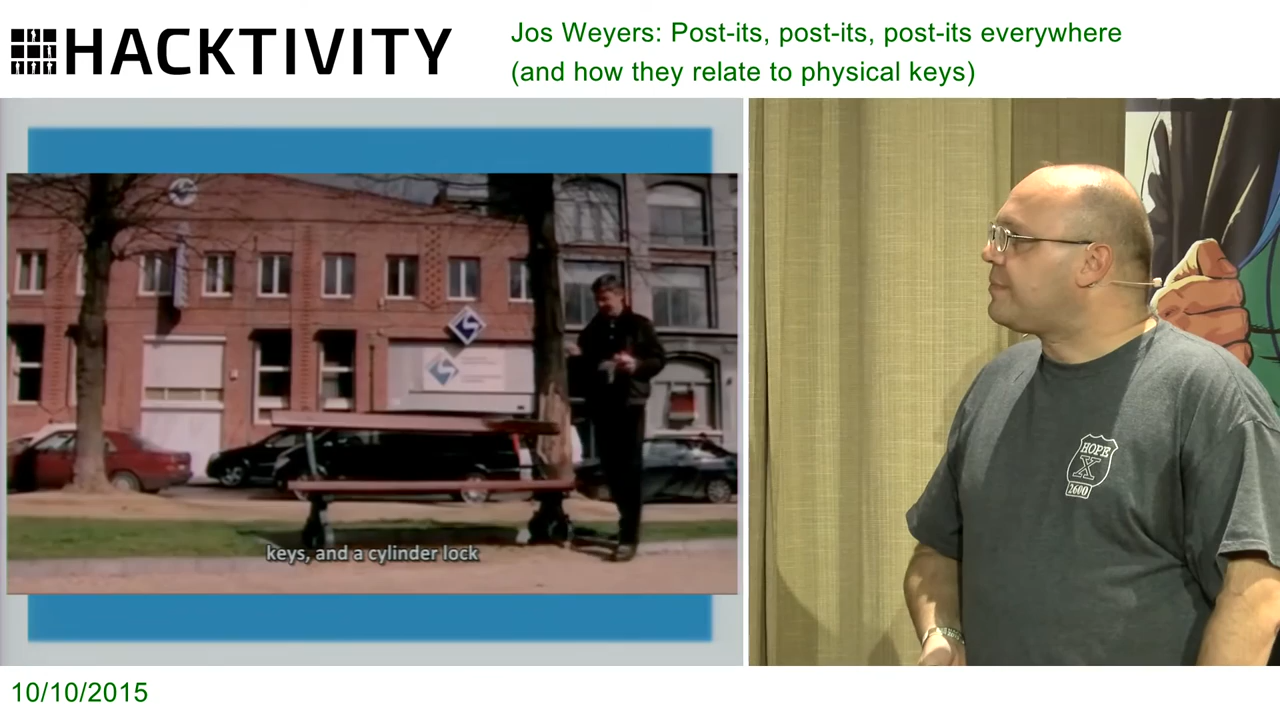 HACKTIVITY
Jos Weyers: Post-its, post-its, post-its everywhere
(and how they relate to physical keys)
keys, and a cylinder lock
HOPE
X
2600
10/10/2015